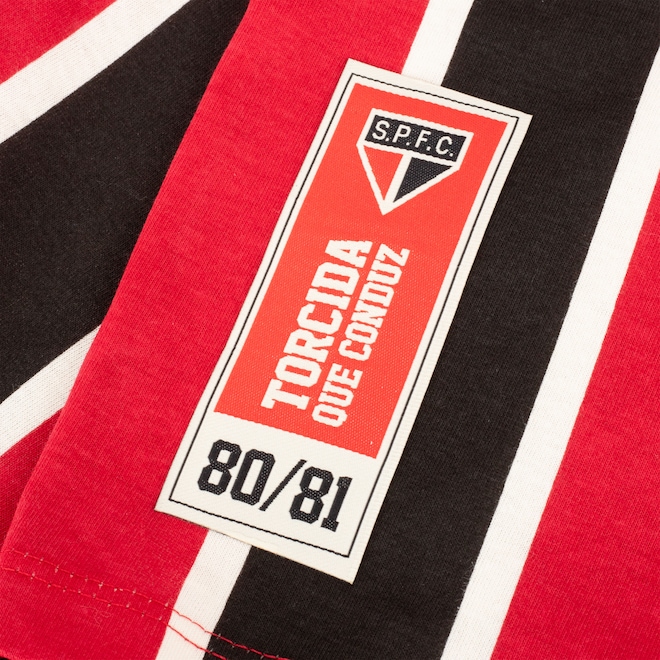 S.P.F.C.
TORCIDA
QUE CONDUZ
80/81